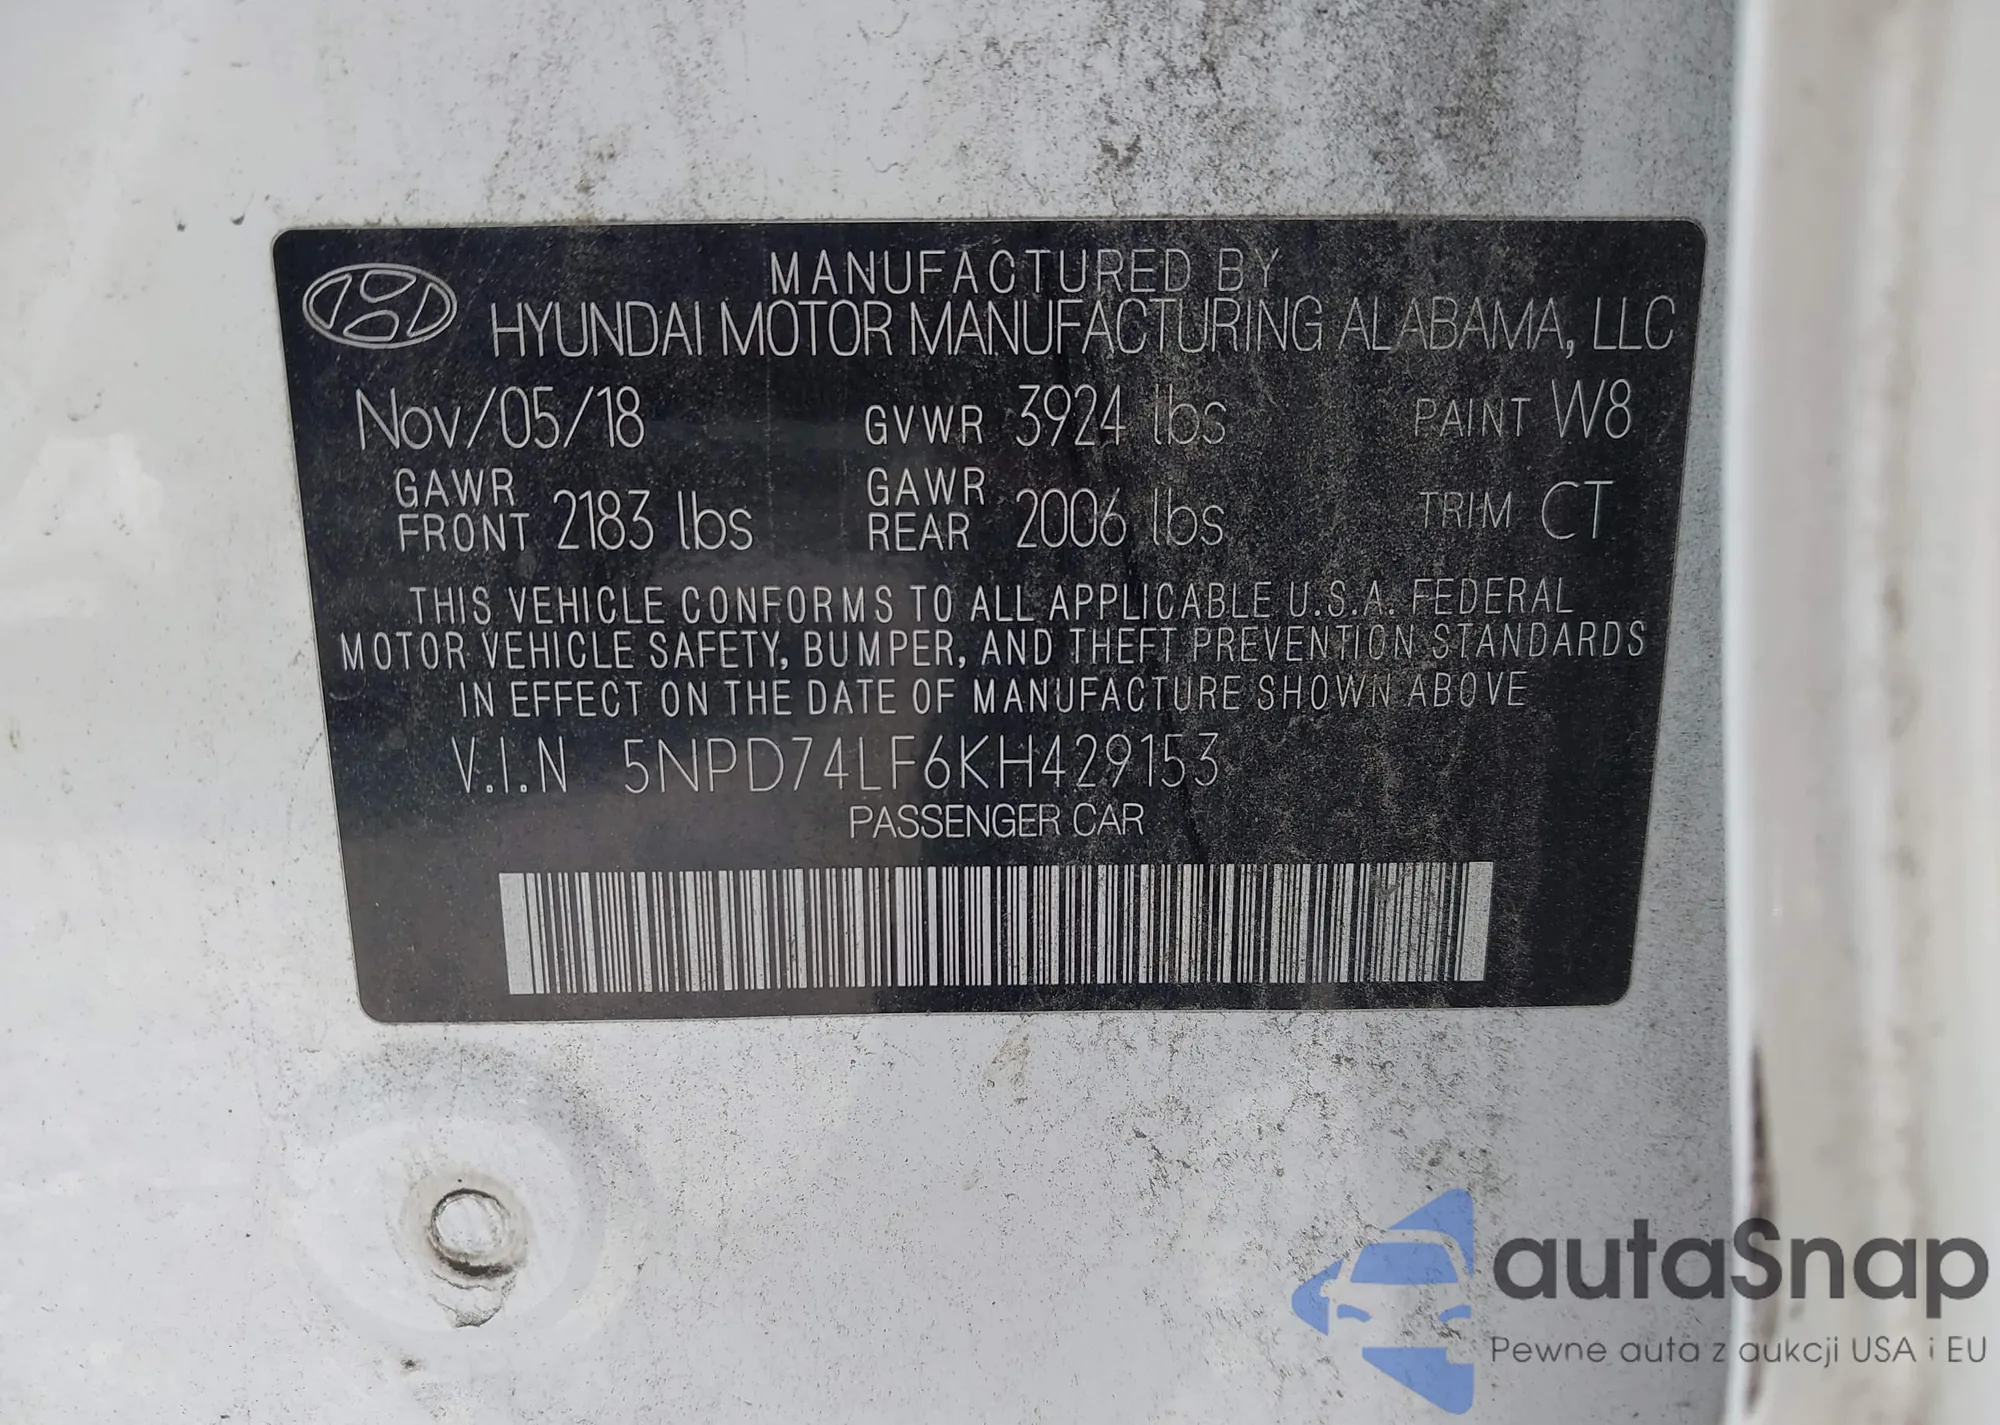 MANUFACTURED BY
HYUNDAI MOTOR MANUFACTURING ALABAMA, LLC
Nov/05/18 GVWR 3924 lbs PAINT W8
GAWR FRONT 2183 lbs GAWR REAR 2006 lbs TRIM CT
THIS VEHICLE CONFORMS TO ALL APPLICABLE U.S.A. FEDERAL
MOTOR VEHICLE SAFETY, BUMPER, AND THEFT PREVENTION STANDARDS
IN EFFECT ON THE DATE OF MANUFACTURE SHOWN ABOVE
V.I.N 5NPD74LF6KH429153
PASSENGER CAR
autaSnap
Pewne auta z aukcji USA i EU